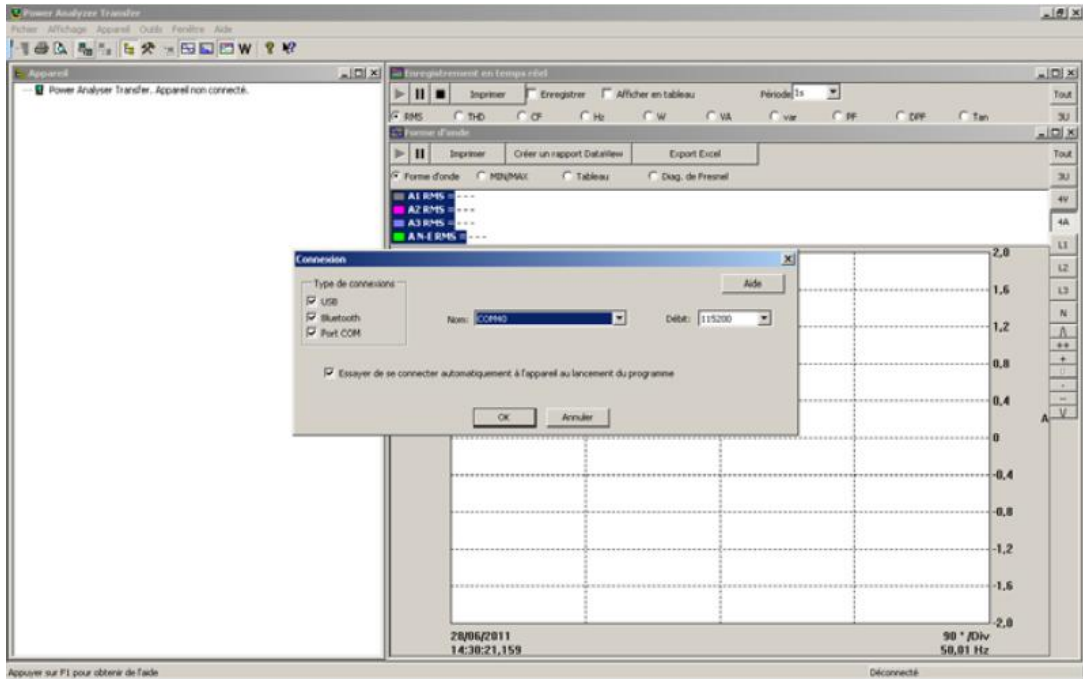 Power Analyzer Transfer
Fichier Affichage Appareil Outils Fenêtre Aide
W
Appareil
Power Analyser Transfer. Appareil non connecté.
Enregistrement en temps réel
Imprimer Enregistrer Afficher en tableau Période 1s Tout
RMS THD CF Hz W VA var PF DPF Tan 3U
Forme d'onde
Imprimer Créer un rapport DataView Export Excel Tout
Forme d'onde MIN/MAX Tableau Diag. de Fresnel 3U
A1 RMS = --- 4V
A2 RMS = ---
A3 RMS = --- 4A
A N-E RMS = ---
L1
L2
L3
N
Connexion
Type de connexions
USB
Bluetooth
Port COM
Nom: COM40
Débit: 115200
Aide
Essayer de se connecter automatiquement à l'appareil au lancement du programme
OK Annuler
2,0
1,6
1,2
0,8
0,4
A
0
-0,4
-0,8
-1,2
-1,6
-2,0
28/06/2011 90 ° /Div
14:30:21,159 50,01 Hz
Appuyer sur F1 pour obtenir de l'aide Déconnecté